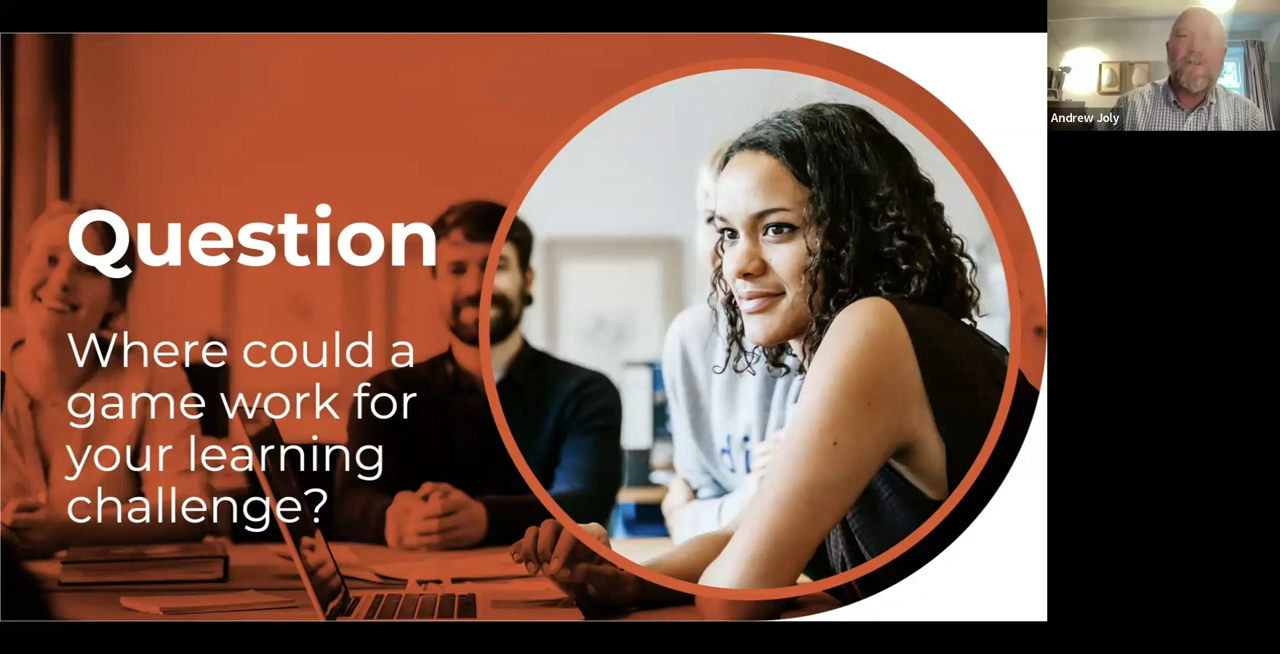 Question
Where could a
game work for
your learning
challenge?
Andrew Joly